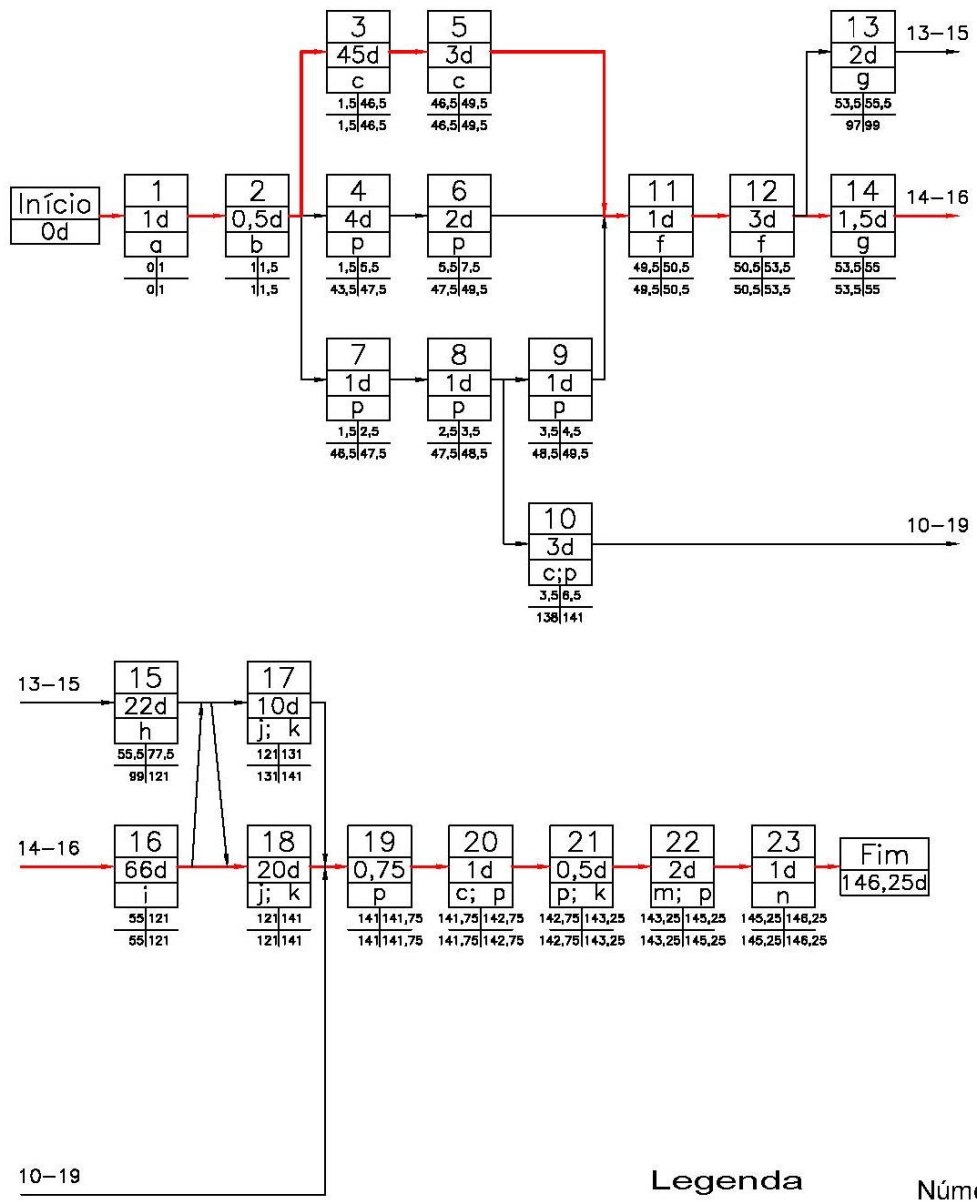 3
45d
c
1,5 46,5
1,5 46,5
5
3d
c
46,5 49,5
46,5 49,5
13
2d
g
53,5 55,5
97 99
13-15
Início
0d
1
1d
a
0 1
0 1
2
0,5d
b
1 1,5
1 1,5
4
4d
p
1,5 5,5
43,5 47,5
6
2d
p
5,5 7,5
47,5 49,5
11
1d
f
49,5 50,5
49,5 50,5
12
3d
f
50,5 53,5
50,5 53,5
14
1,5d
g
53,5 55
53,5 55
14-16
7
1d
p
1,5 2,5
46,5 47,5
8
1d
p
2,5 3,5
47,5 48,5
9
1d
p
3,5 4,5
48,5 49,5
10
3d
c;p
3,5 6,5
138 141
10-19
13-15
15
22d
h
55,5 77,5
99 121
17
10d
j; k
121 131
131 141
14-16
16
66d
i
55 121
55 121
18
20d
j; k
121 141
121 141
19
0,75
p
141 141,75
141 141,75
20
1d
c; p
141,75 142,75
141,75 142,75
21
0,5d
p; k
142,75 143,25
142,75 143,25
22
2d
m; p
143,25 145,25
143,25 145,25
23
1d
n
145,25 146,25
145,25 146,25
Fim
146,25d
10-19
Legenda
Núme